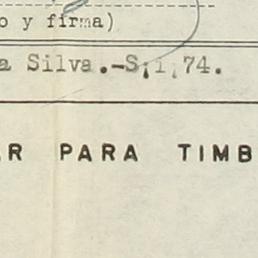 o y firma)
a Silva.-S,1,74.
R PARA TIMB